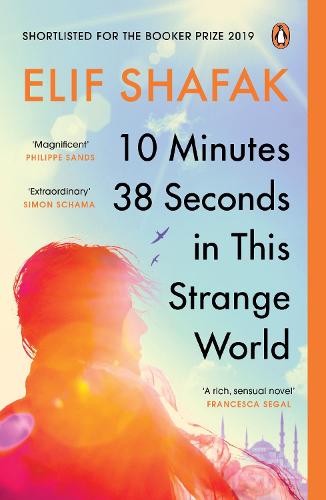 SHORTLISTED FOR THE BOOKER PRIZE 2019
ELIF SHAFAK
'Magnificent'
PHILIPPE SANDS
'Extraordinary'
SIMON SCHAMA
10 Minutes
38 Seconds
in This
Strange
World
'A rich, sensual novel'
FRANCESCA SEGAL